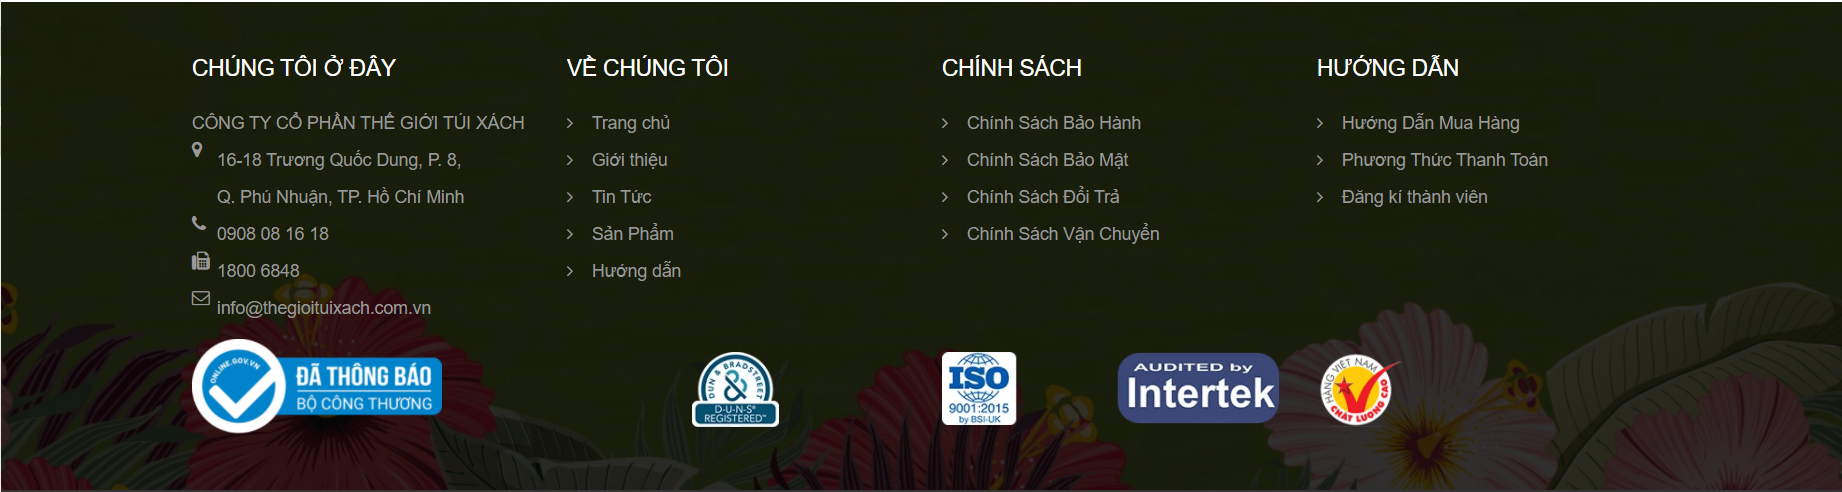 CHÚNG TÔI Ở ĐÂY
CÔNG TY CỔ PHẦN THẾ GIỚI TÚI XÁCH
16-18 Trương Quốc Dung, P. 8,
Q. Phú Nhuận, TP. Hồ Chí Minh
0908 08 16 18
1800 6848
info@thegioituixach.com.vn
VỀ CHÚNG TÔI
Trang chủ
Giới thiệu
Tin Tức
Sản Phẩm
Hướng dẫn
CHÍNH SÁCH
Chính Sách Bảo Hành
Chính Sách Bảo Mật
Chính Sách Đổi Trả
Chính Sách Vận Chuyển
HƯỚNG DẪN
Hướng Dẫn Mua Hàng
Phương Thức Thanh Toán
Đăng kí thành viên
ONLINE.GOV.VN
ĐÃ THÔNG BÁO
BỘ CÔNG THƯƠNG
DUN & BRADSTREET
&
D-U-N-S®
REGISTERED™
ISO
9001:2015
by BSI-UK
AUDITED by
Intertek
HÀNG VIỆT NAM
CHẤT LƯỢNG CAO